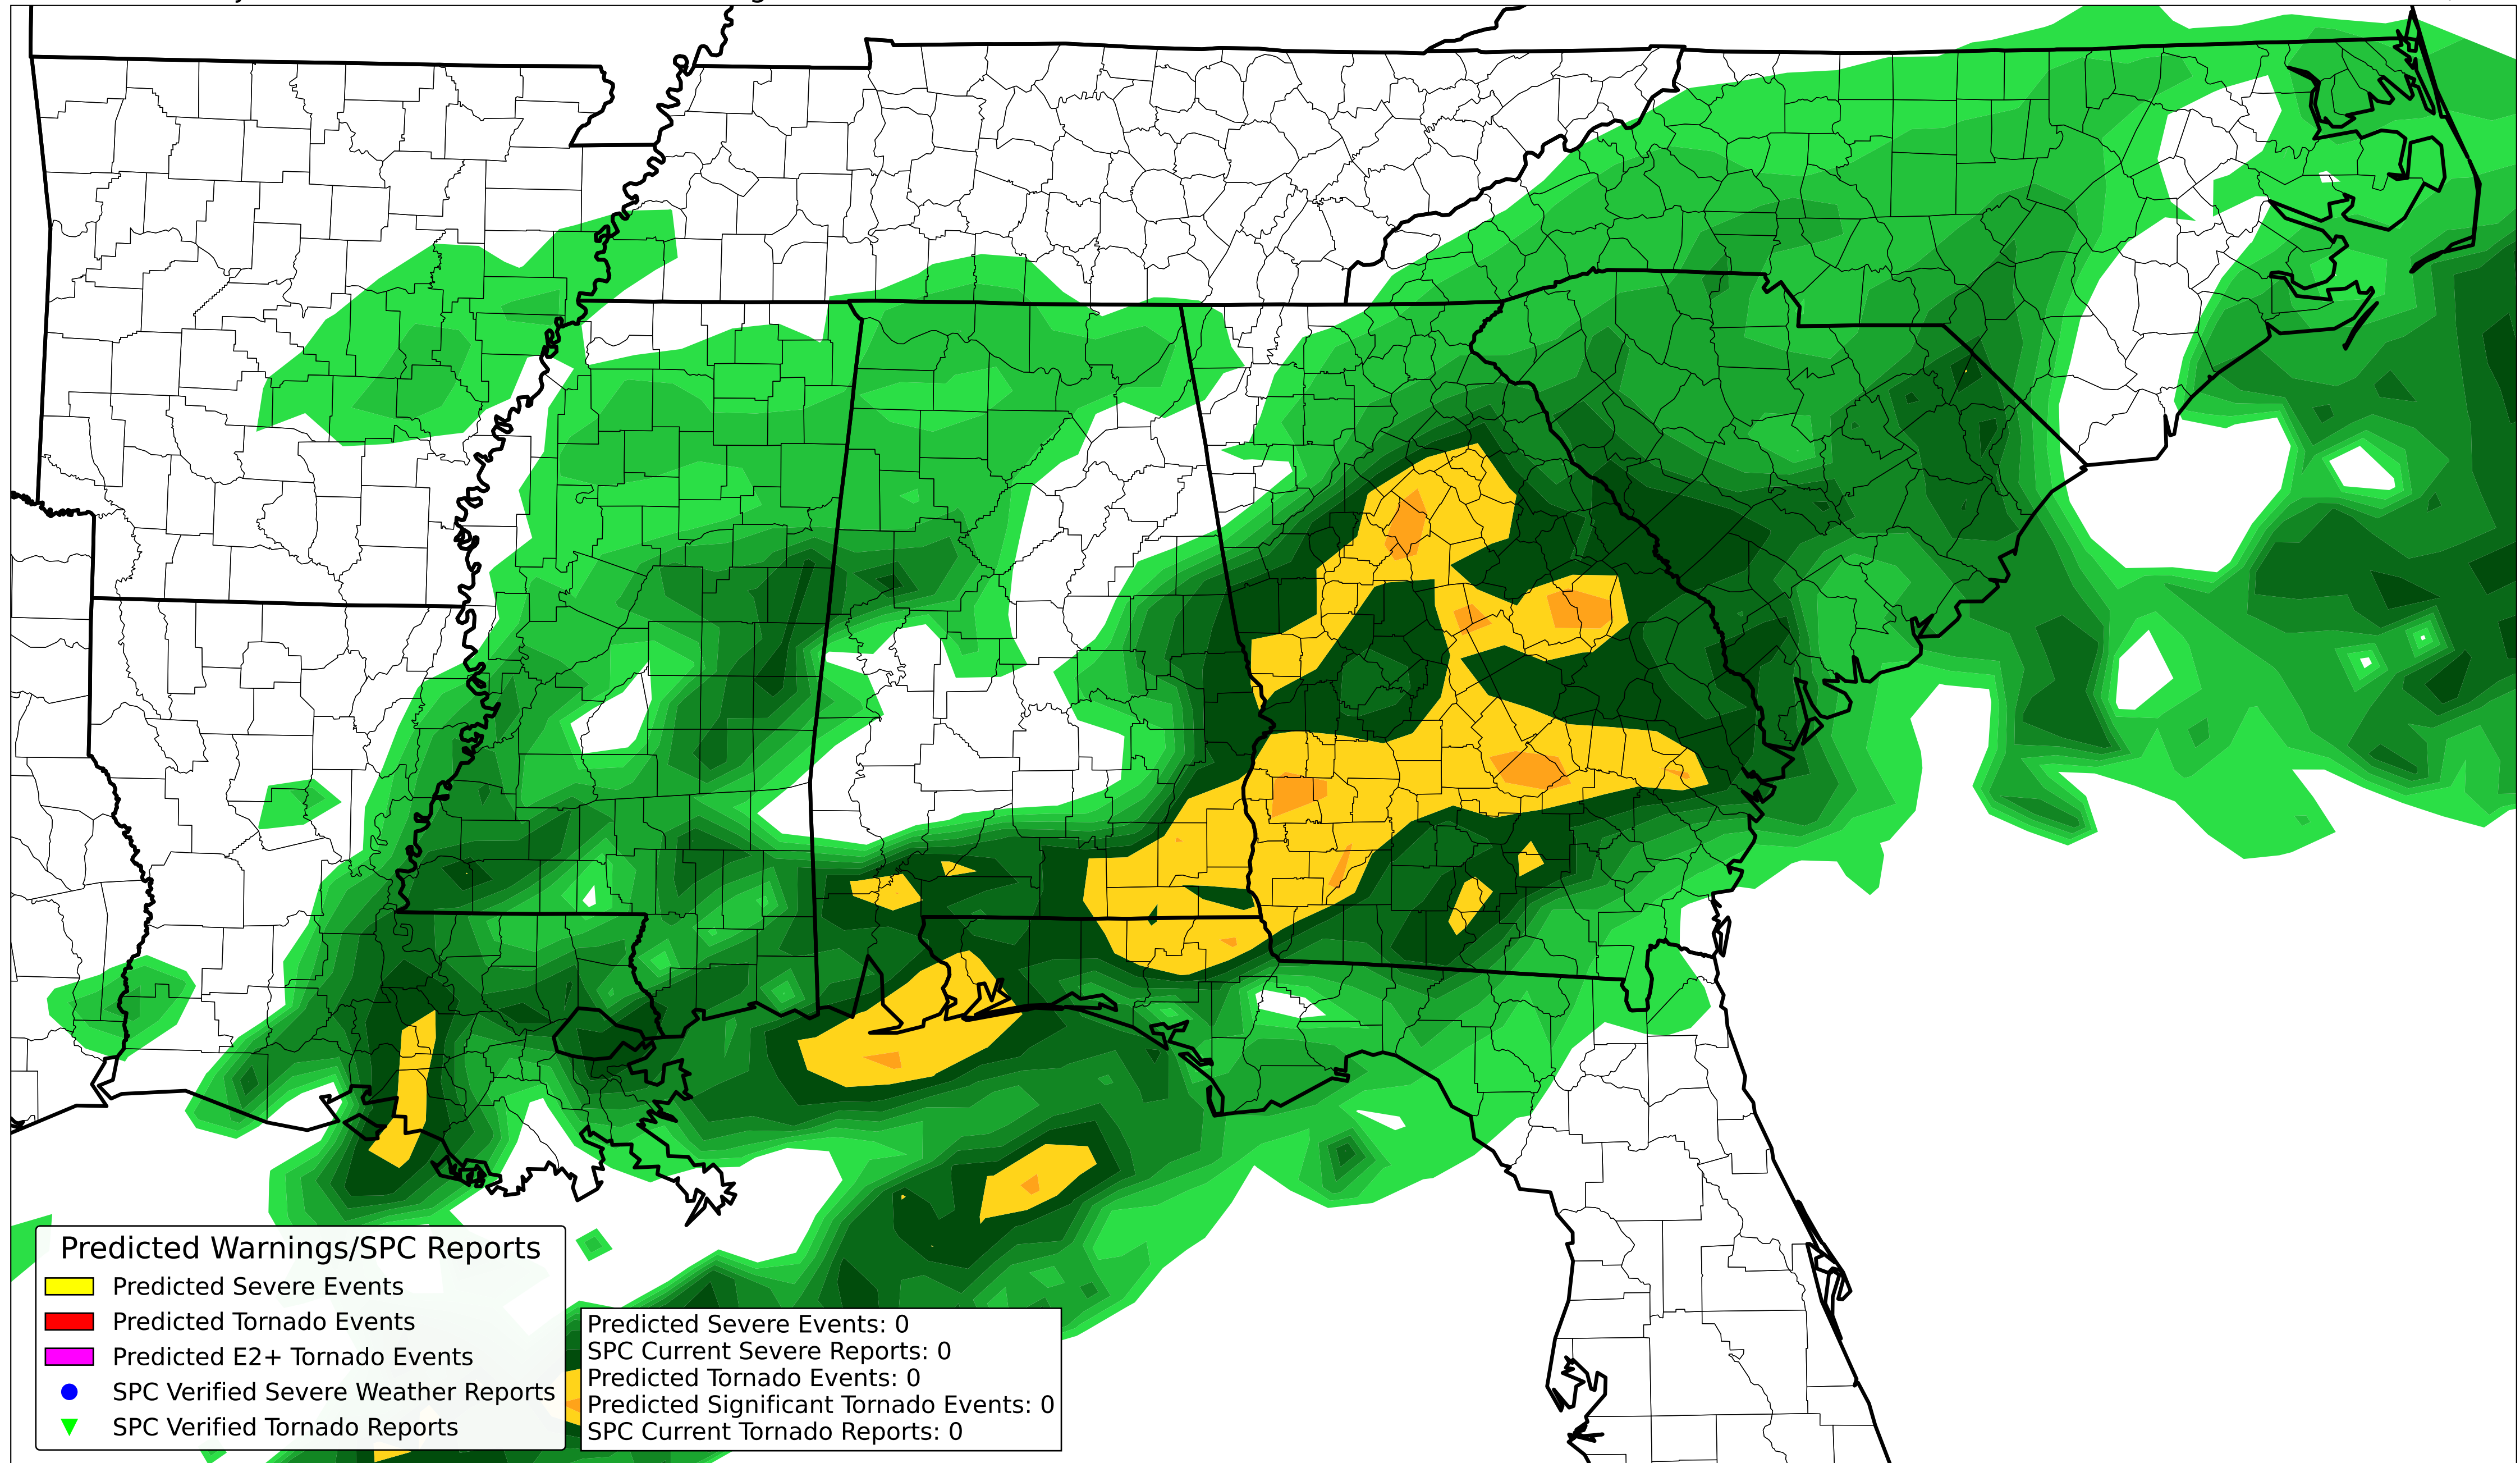 Predicted Warnings/SPC Reports
Predicted Severe Events
Predicted Tornado Events
Predicted E2+ Tornado Events
SPC Verified Severe Weather Reports
SPC Verified Tornado Reports
Predicted Severe Events: 0
SPC Current Severe Reports: 0
Predicted Tornado Events: 0
Predicted Significant Tornado Events: 0
SPC Current Tornado Reports: 0